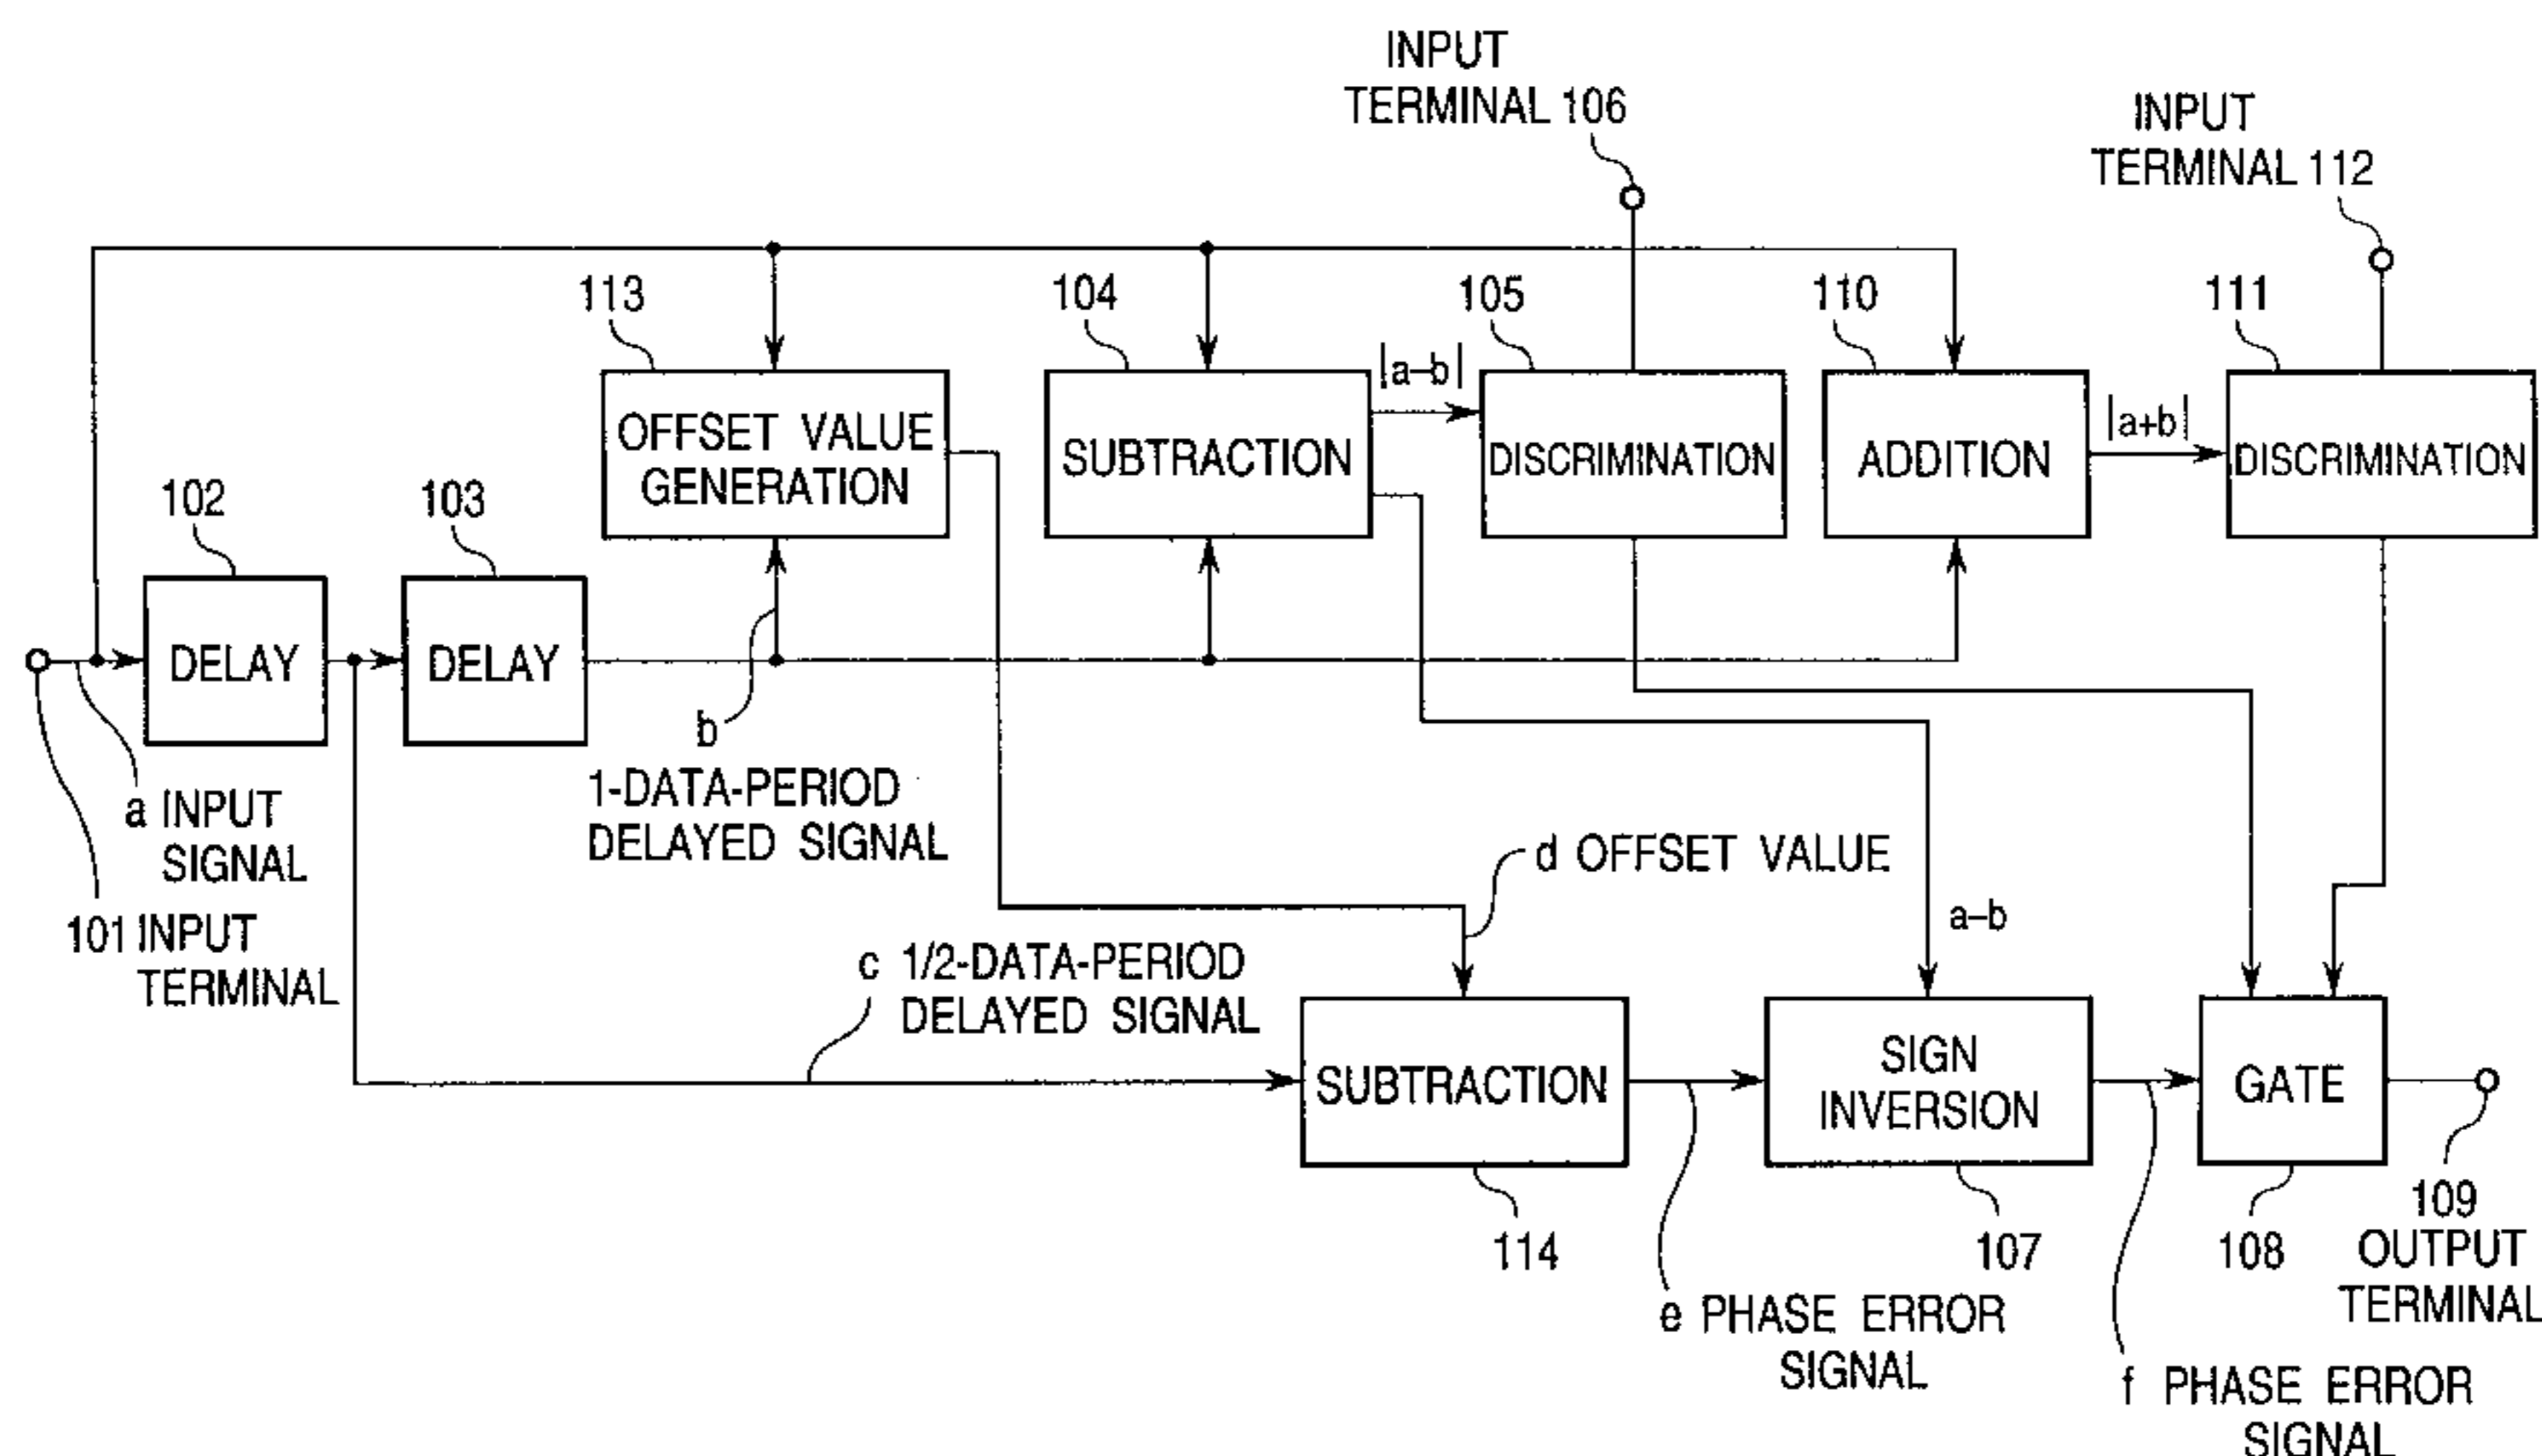 INPUT
TERMINAL 106
INPUT
TERMINAL 112
113
104
105
110
111
|a-b|
|a+b|
OFFSET VALUE
GENERATION
SUBTRACTION
DISCRIMINATION
ADDITION
DISCRIMINATION
102
103
DELAY
DELAY
b
1-DATA-PERIOD
DELAYED SIGNAL
a INPUT
SIGNAL
101 INPUT
TERMINAL
d OFFSET VALUE
a-b
c 1/2-DATA-PERIOD
DELAYED SIGNAL
SUBTRACTION
SIGN
INVERSION
GATE
114
107
108
109
OUTPUT
TERMINAL
e PHASE ERROR
SIGNAL
f PHASE ERROR
SIGNAL